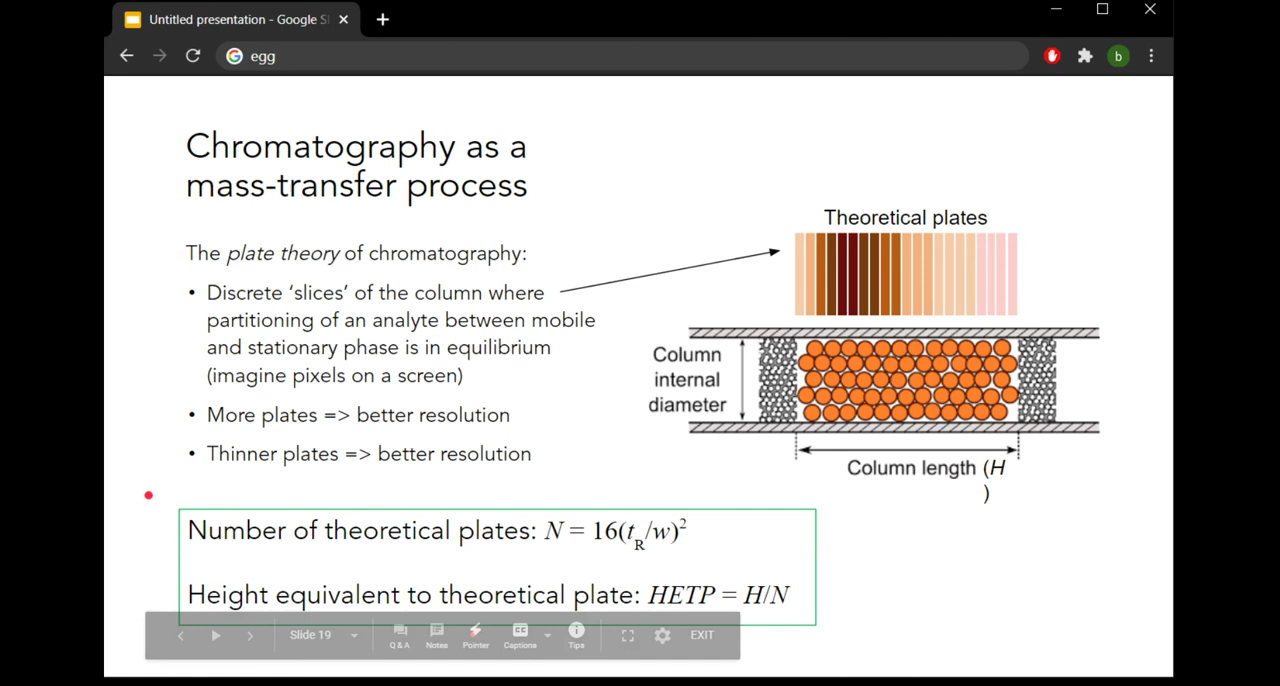 Untitled presentation - Google Sl
egg
b
Chromatography as a
mass-transfer process
The plate theory of chromatography:
• Discrete ‘slices’ of the column where
partitioning of an analyte between mobile
and stationary phase is in equilibrium
(imagine pixels on a screen)
• More plates => better resolution
• Thinner plates => better resolution
Theoretical plates
Column
internal
diameter
Column length (H
)
Number of theoretical plates: N = 16(tR/w)²
Height equivalent to theoretical plate: HETP = H/N
Slide 19
Q & A
Notes
Pointer
CC
Captions
Tips
EXIT